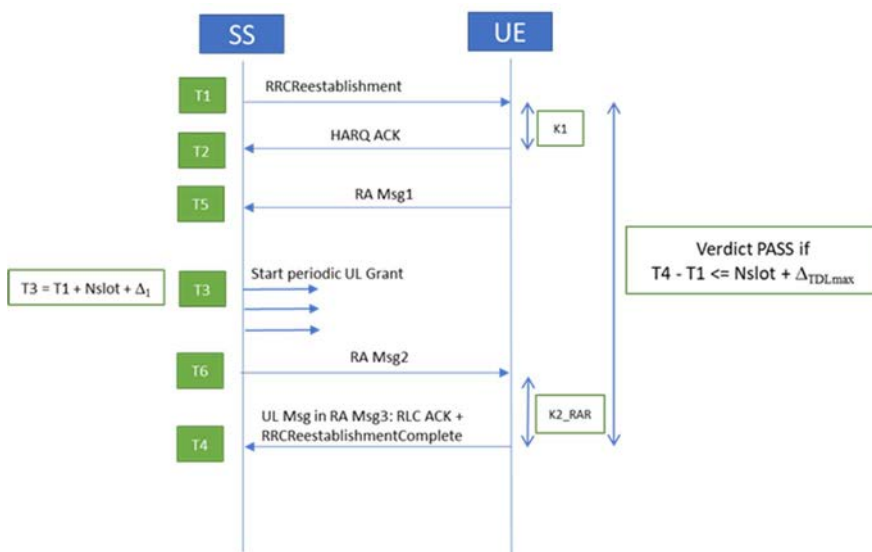 SS
UE
T1
RRCReestablishment
K1
T2
HARQ ACK
T5
RA Msg1
Verdict PASS if
T4 - T1 <= Nslot + Δ_TDLmax
T3 = T1 + Nslot + Δ₁
T3
Start periodic UL Grant
T6
RA Msg2
K2_RAR
T4
UL Msg in RA Msg3: RLC ACK +
RRCReestablishmentComplete